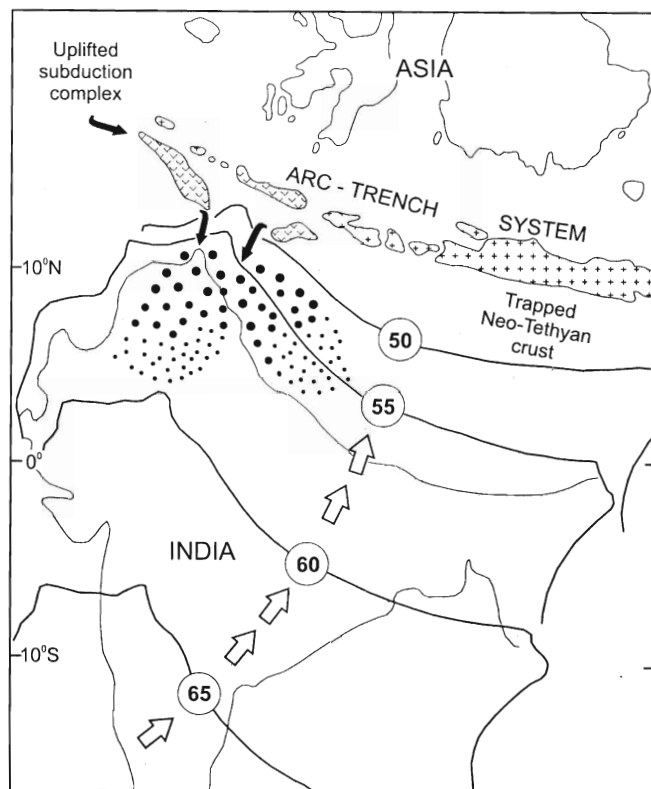 Uplifted
subduction
complex
ASIA
ARC - TRENCH
SYSTEM
10°N
Trapped
Neo-Tethyan
crust
50
55
0°
INDIA
60
10°S
65